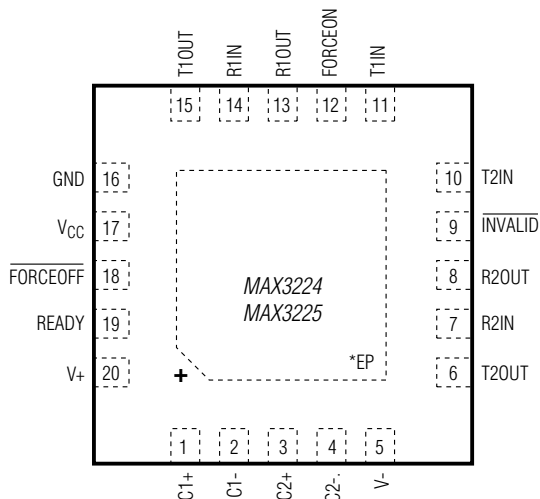 T1OUT R1IN R1OUT FORCEON T1IN
15 14 13 12 11
GND 16
10 T2IN
VCC 17
9 INVALID
FORCEOFF 18
8 R2OUT
MAX3224
MAX3225
READY 19
7 R2IN
*EP
V+ 20
+
6 T2OUT
1 2 3 4 5
C1+ C1- C2+ C2-. V-